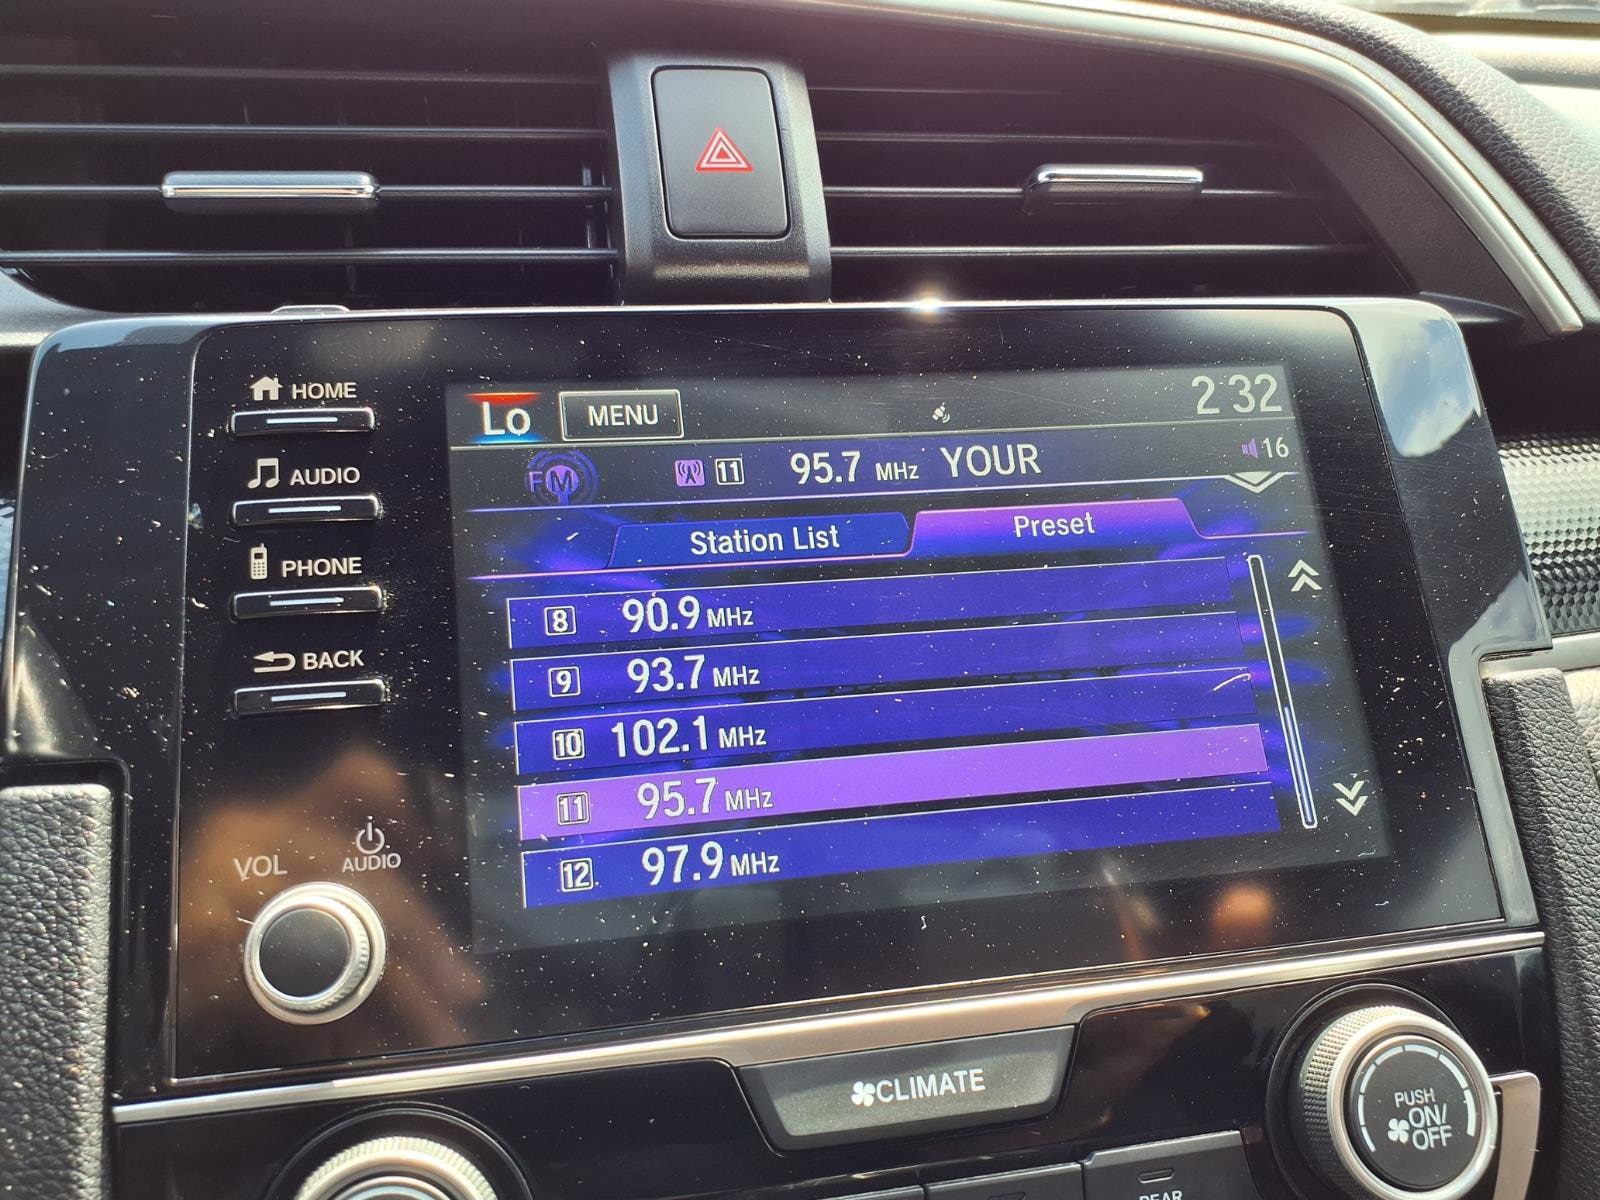 HOME
AUDIO
PHONE
BACK
VOL
AUDIO
Lo MENU 2:32
FM 11 95.7 MHz YOUR 16
Station List Preset
8 90.9 MHz
9 93.7 MHz
10 102.1 MHz
11 95.7 MHz
12 97.9 MHz
CLIMATE
PUSH
ON/
OFF
REAR